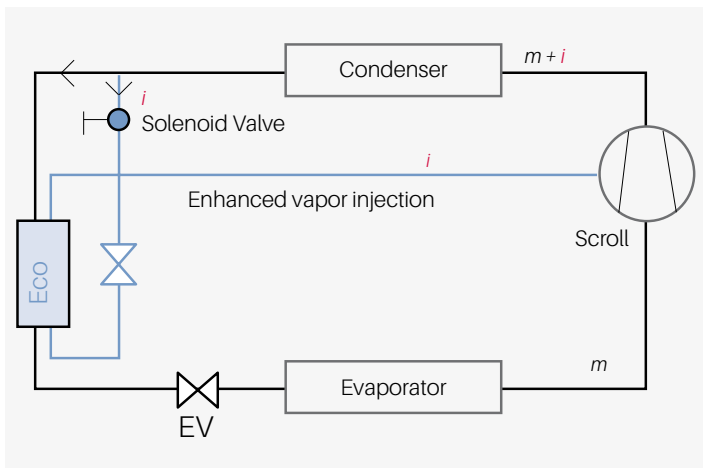 Condenser
m + i
i
Solenoid Valve
i
Enhanced vapor injection
Scroll
Eco
m
Evaporator
EV